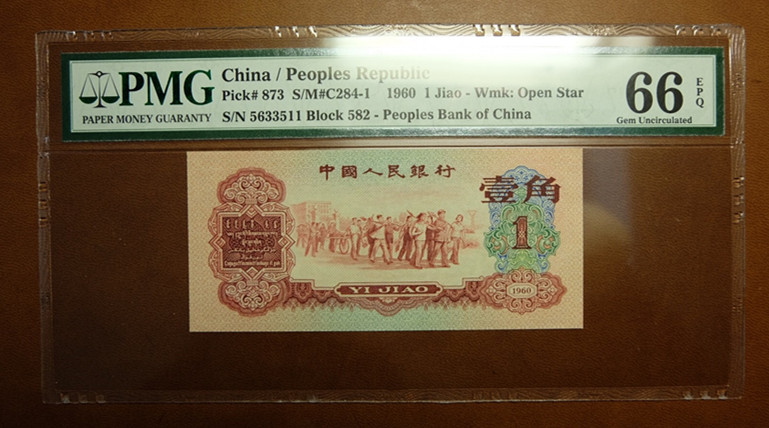 PMG
PAPER MONEY GUARANTY
China / Peoples Republic
Pick# 873 S/M#C284-1 1960 1 Jiao - Wmk: Open Star
S/N 5633511 Block 582 - Peoples Bank of China
66 EPQ
Gem Uncirculated
中國人民銀行
壹角
1
YI JIAO
1960